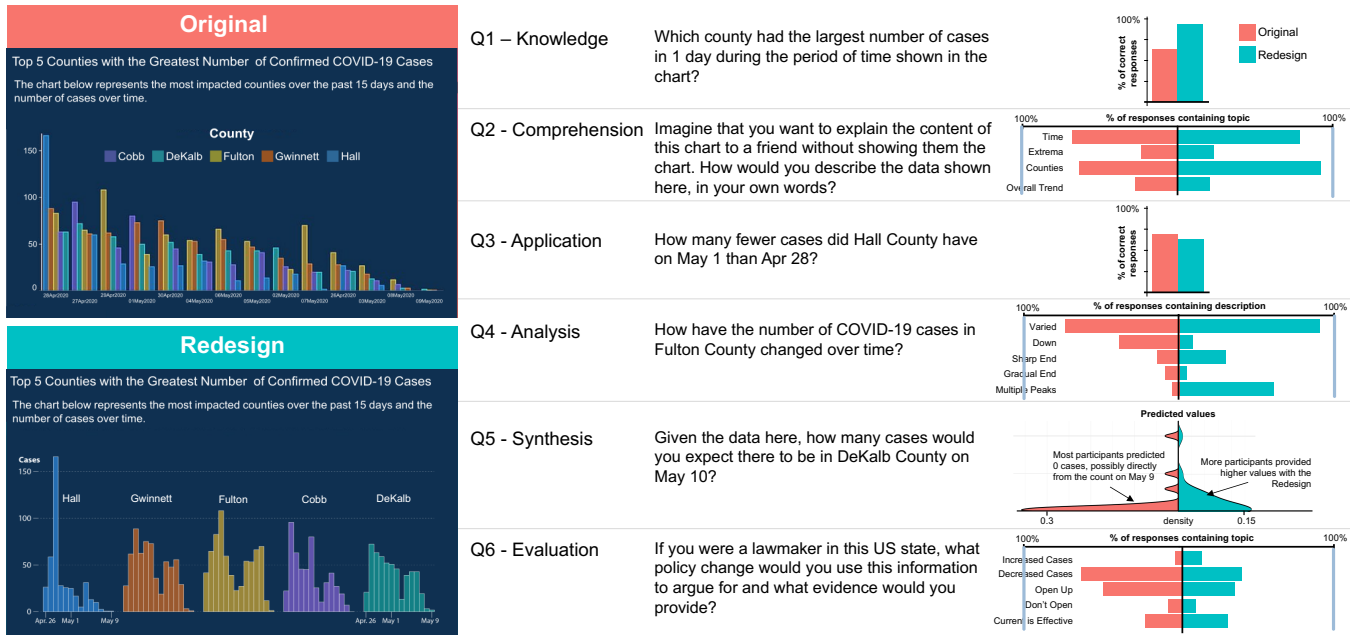 Original
Top 5 Counties with the Greatest Number of Confirmed COVID-19 Cases
The chart below represents the most impacted counties over the past 15 days and the
number of cases over time.
County
Cobb DeKalb Fulton Gwinnett Hall
150
100
50
0
28Apr2020 29Apr2020 30Apr2020 06May2020 02May2020 26Apr2020 08May2020
27Apr2020 01May2020 04May2020 05May2020 07May2020 03May2020 09May2020
Redesign
Top 5 Counties with the Greatest Number of Confirmed COVID-19 Cases
The chart below represents the most impacted counties over the past 15 days and the
number of cases over time.
Cases
150
Hall Gwinnett Fulton Cobb DeKalb
100
50
0
Apr. 26 May 1 May 9 Apr. 26 May 1 May 9
Q1 – Knowledge
Which county had the largest number of cases
in 1 day during the period of time shown in the
chart?
100%
% of correct
responses
Original
Redesign
Q2 - Comprehension
Imagine that you want to explain the content of
this chart to a friend without showing them the
chart. How would you describe the data shown
here, in your own words?
100% % of responses containing topic 100%
Time
Extrema
Counties
Overall Trend
Q3 - Application
How many fewer cases did Hall County have
on May 1 than Apr 28?
100%
% of correct
responses
Q4 - Analysis
How have the number of COVID-19 cases in
Fulton County changed over time?
100% % of responses containing description 100%
Varied
Down
Sharp End
Gradual End
Multiple Peaks
Q5 - Synthesis
Given the data here, how many cases would
you expect there to be in DeKalb County on
May 10?
Predicted values
Most participants predicted
0 cases, possibly directly
from the count on May 9
More participants provided
higher values with the
Redesign
0.3 density 0.15
Q6 - Evaluation
If you were a lawmaker in this US state, what
policy change would you use this information
to argue for and what evidence would you
provide?
100% % of responses containing topic 100%
Increased Cases
Decreased Cases
Open Up
Don't Open
Current is Effective